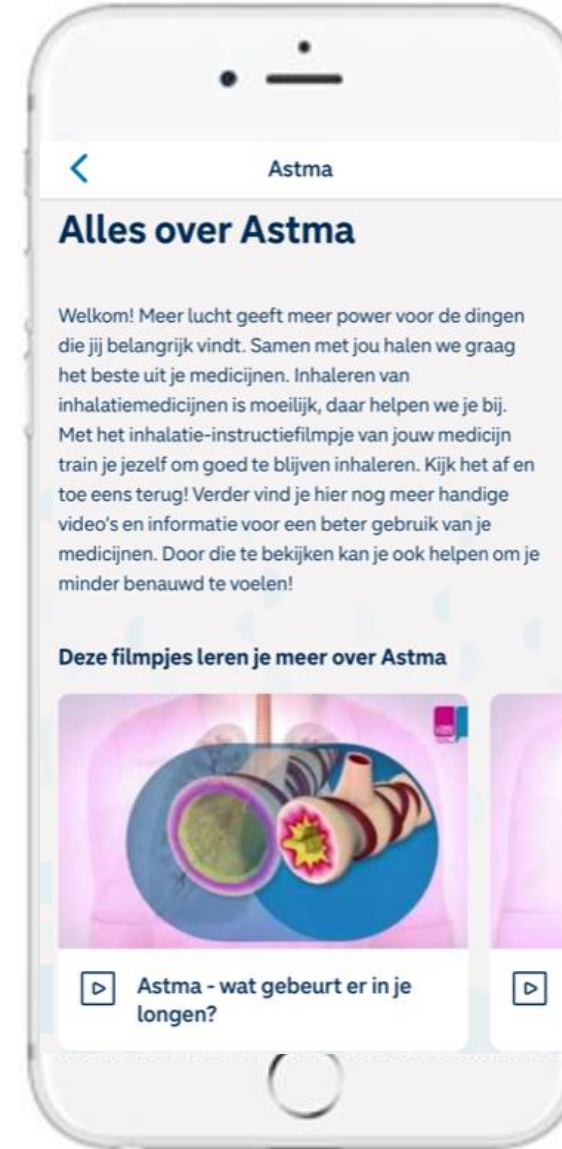 Astma
Alles over Astma
Welkom! Meer lucht geeft meer power voor de dingen
die jij belangrijk vindt. Samen met jou halen we graag
het beste uit je medicijnen. Inhaleren van
inhalatiemedicijnen is moeilijk, daar helpen we je bij.
Met het inhalatie-instructiefilmpje van jouw medicijn
train je jezelf om goed te blijven inhaleren. Kijk het af en
toe eens terug! Verder vind je hier nog meer handige
video's en informatie voor een beter gebruik van je
medicijnen. Door die te bekijken kan je ook helpen om je
minder benauwd te voelen!
Deze filmpjes leren je meer over Astma
Astma - wat gebeurt er in je
longen?